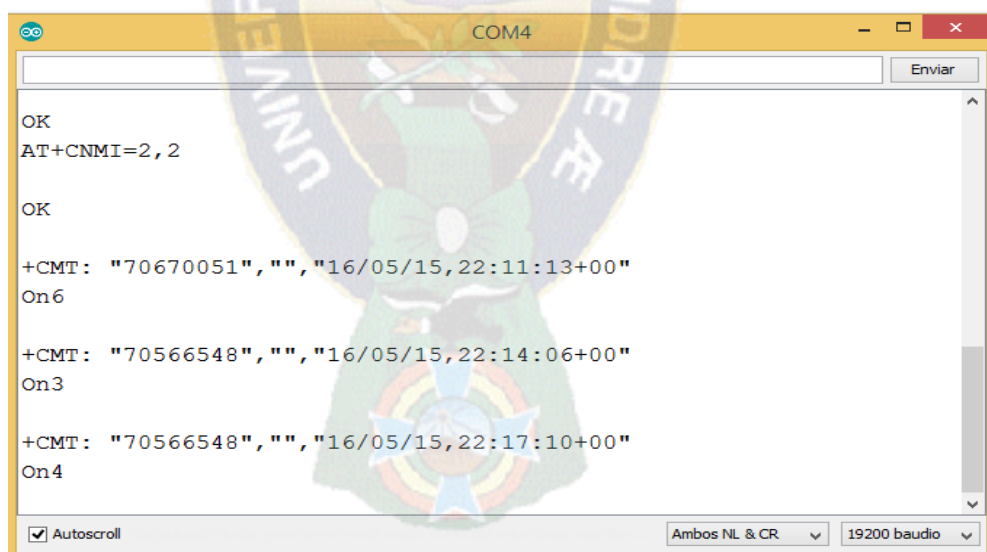 COM4
Enviar
OK
AT+CNMI=2,2
OK
+CMT: "70670051","","16/05/15,22:11:13+00"
On6
+CMT: "70566548","","16/05/15,22:14:06+00"
On3
+CMT: "70566548","","16/05/15,22:17:10+00"
On4
Autoscroll
Ambos NL & CR
19200 baudio